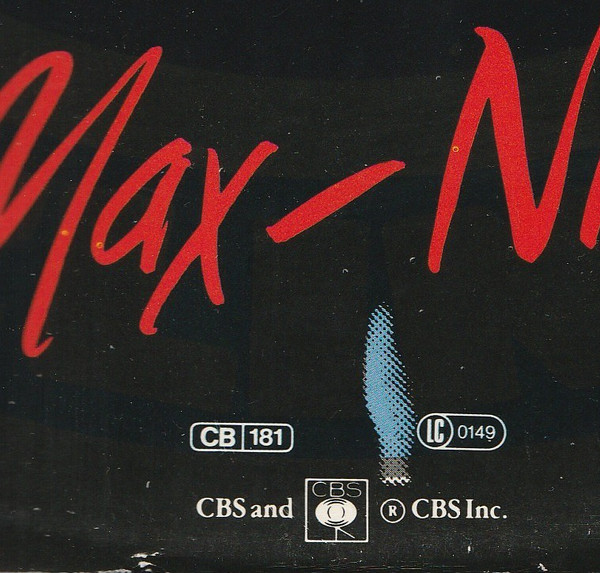 Max - N
CB 181 LC 0149
CBS and CBS ® CBS Inc.